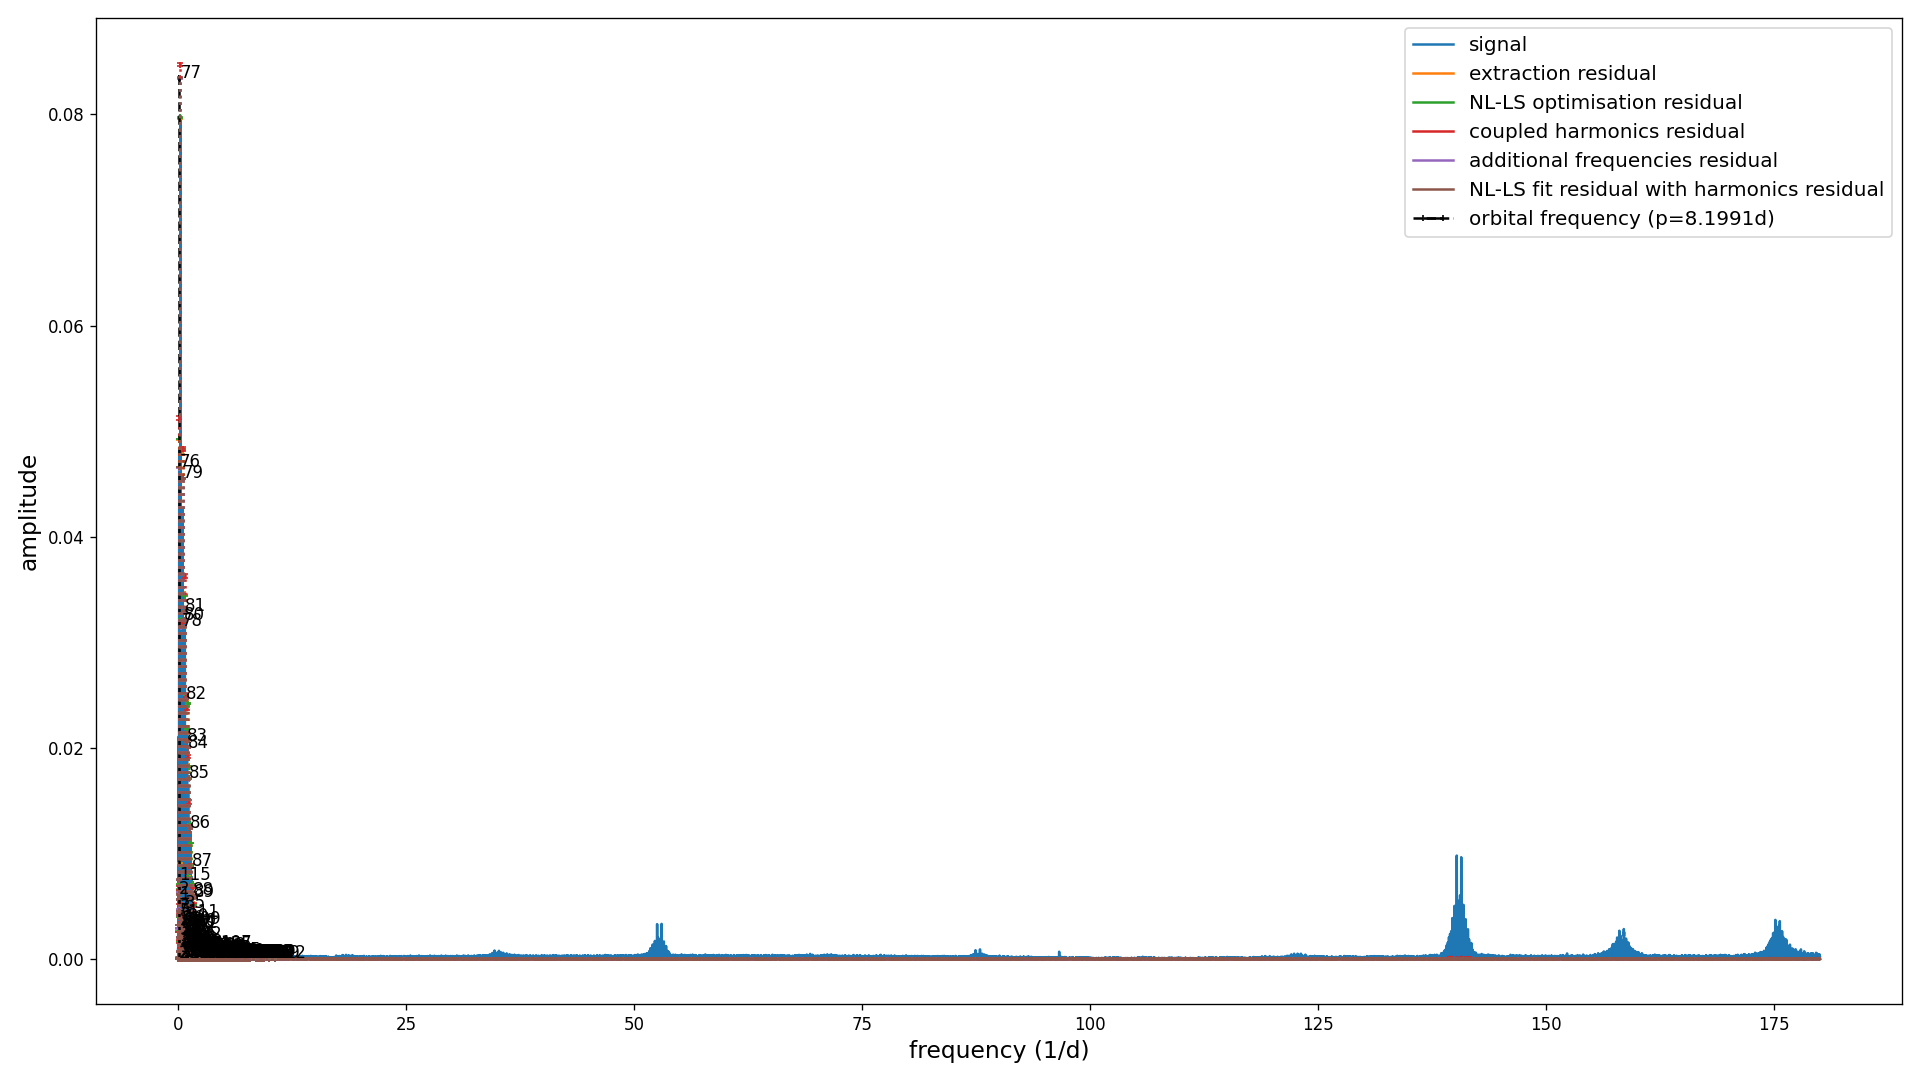 signal
extraction residual
NL-LS optimisation residual
coupled harmonics residual
additional frequencies residual
NL-LS fit residual with harmonics residual
orbital frequency (p=8.1991d)
77
76
79
81
80
78
82
83
84
85
86
87
115
amplitude
0.08
0.06
0.04
0.02
0.00
0
25
50
75
100
125
150
175
frequency (1/d)